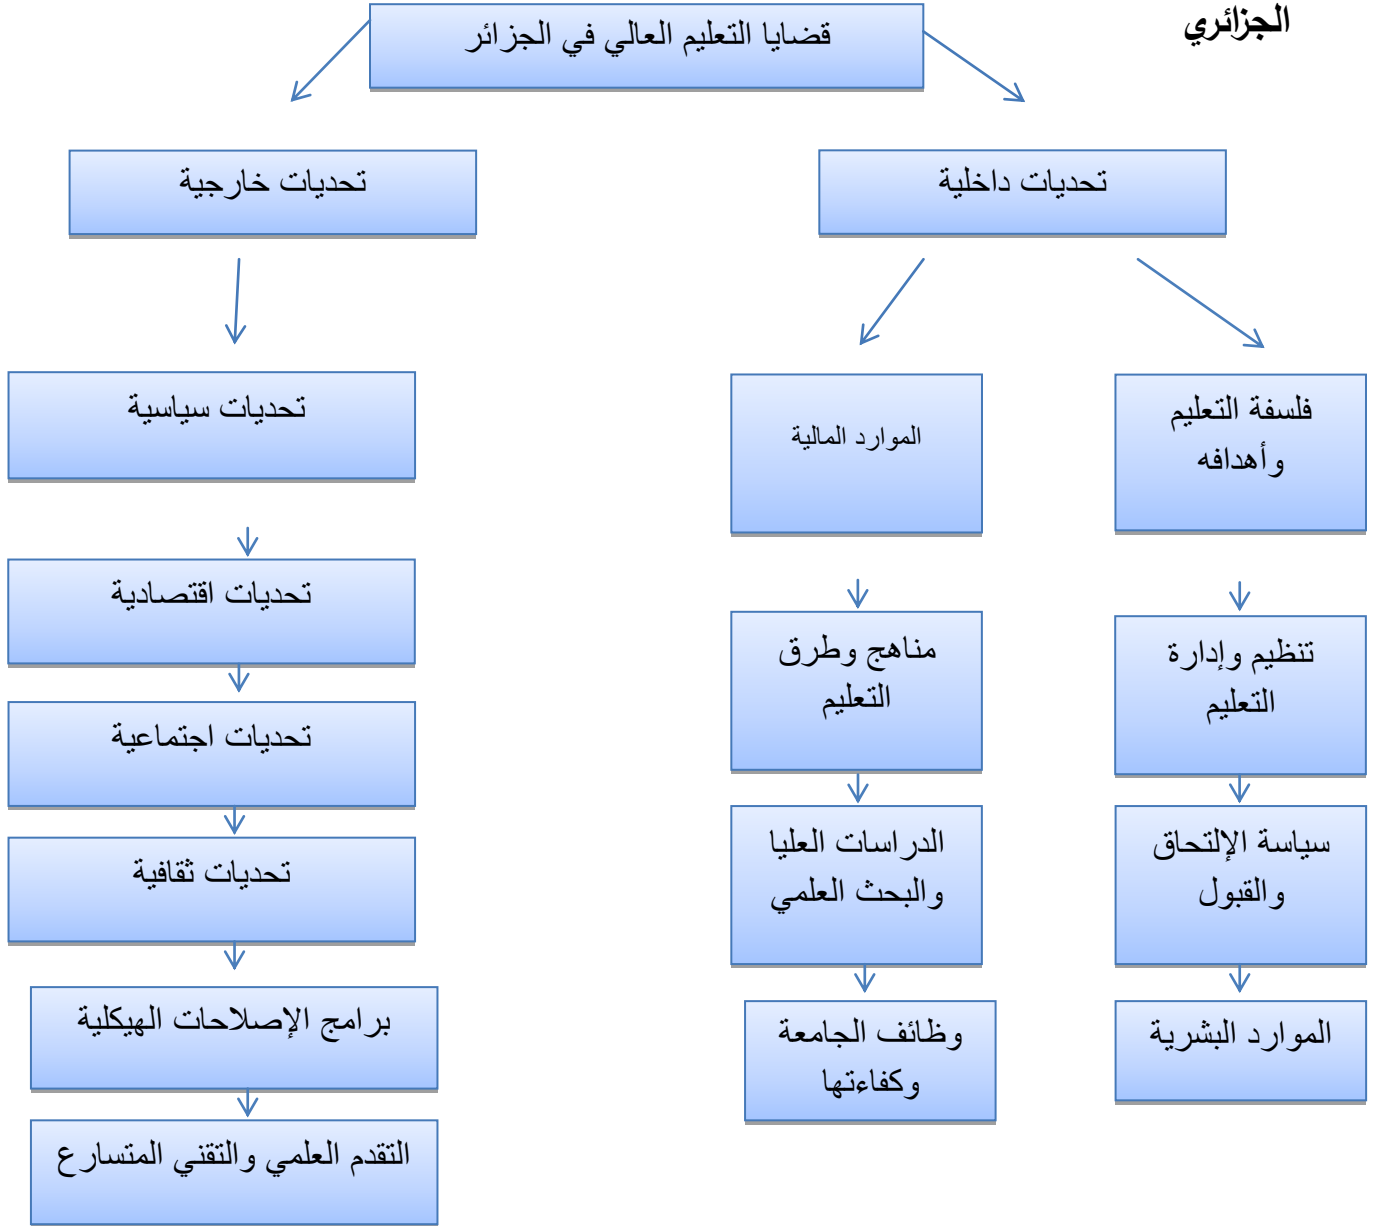 الجزائري
قضايا التعليم العالي في الجزائر
تحديات داخلية
تحديات خارجية
فلسفة التعليم
وأهدافه
الموارد المالية
تحديات سياسية
تنظيم وإدارة
التعليم
مناهج وطرق
التعليم
تحديات اقتصادية
تحديات اجتماعية
سياسة الإلتحاق
والقبول
الدراسات العليا
والبحث العلمي
تحديات ثقافية
الموارد البشرية
وظائف الجامعة
وكفاءتها
برامج الإصلاحات الهيكلية
التقدم العلمي والتقني المتسارع